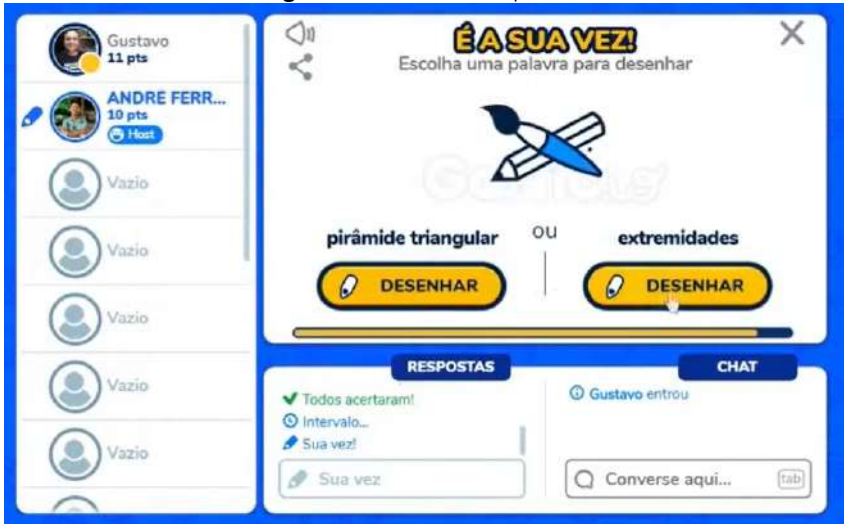 Gustavo
11 pts
ANDRE FERR...
10 pts
Host
Vazio
Vazio
Vazio
Vazio
Vazio
É A SUA VEZ!
Escolha uma palavra para desenhar
pirâmide triangular
ou
extremidades
DESENHAR
DESENHAR
RESPOSTAS
Todos acertaram!
Intervalo...
Sua vez!
Sua vez
CHAT
Gustavo entrou
Converse aqui...
tab